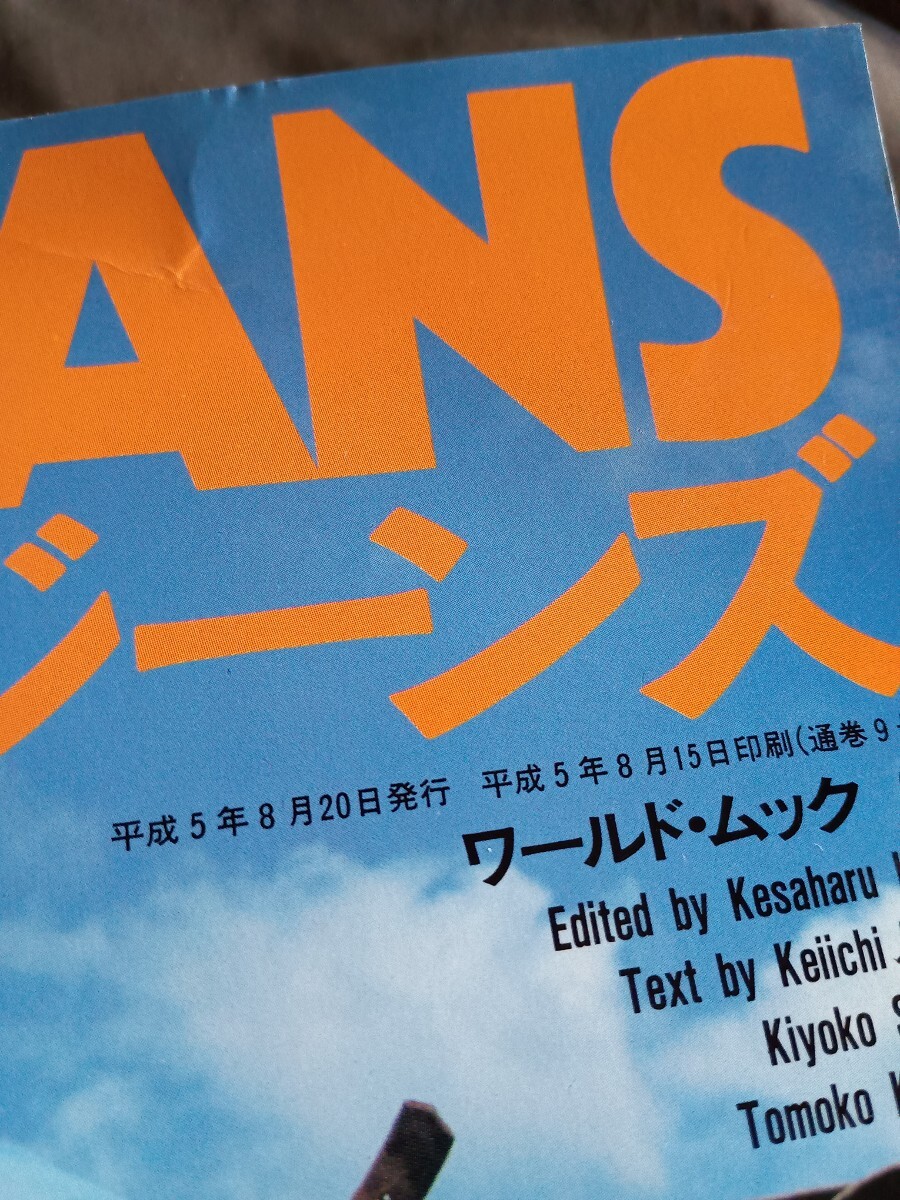 ANS
ジーンズ
平成5年8月20日発行 平成5年8月15日印刷(通巻9
ワールド・ムック
Edited by Kesaharu
Text by Keiichi
Kiyoko S
Tomoko K